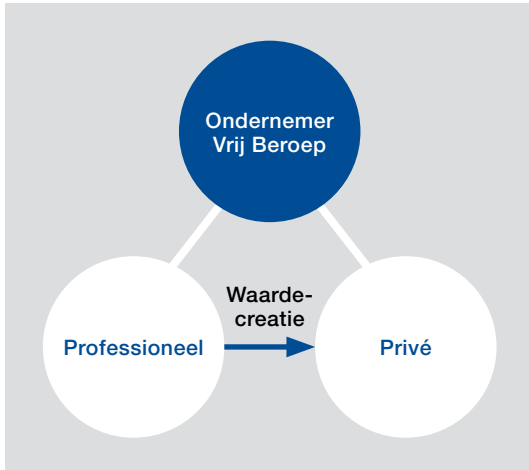 Ondernemer
Vrij Beroep
Waarde-
creatie
Professioneel
Privé